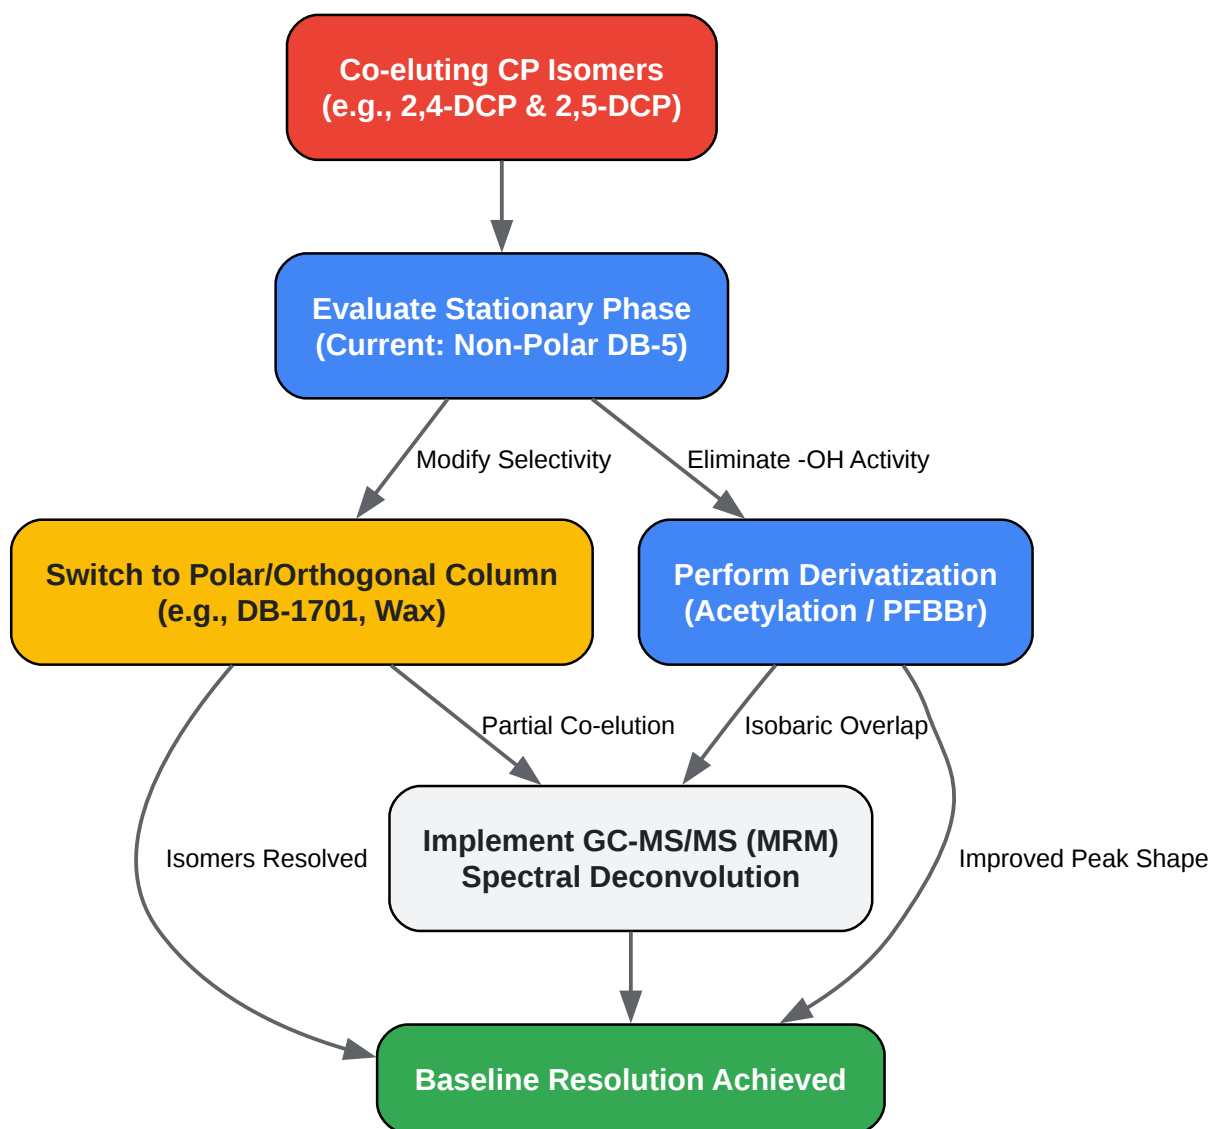 Co-eluting CP Isomers
(e.g., 2,4-DCP & 2,5-DCP)
Evaluate Stationary Phase
(Current: Non-Polar DB-5)
Modify Selectivity
Eliminate -OH Activity
Switch to Polar/Orthogonal Column
(e.g., DB-1701, Wax)
Perform Derivatization
(Acetylation / PFBBr)
Partial Co-elution
Isobaric Overlap
Implement GC-MS/MS (MRM)
Spectral Deconvolution
Isomers Resolved
Improved Peak Shape
Baseline Resolution Achieved